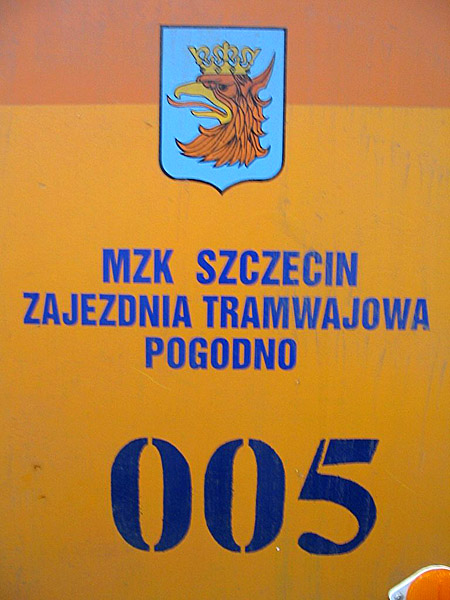 MZK SZCZECIN
ZAJEZDNIA TRAMWAJOWA
POGODNO
005